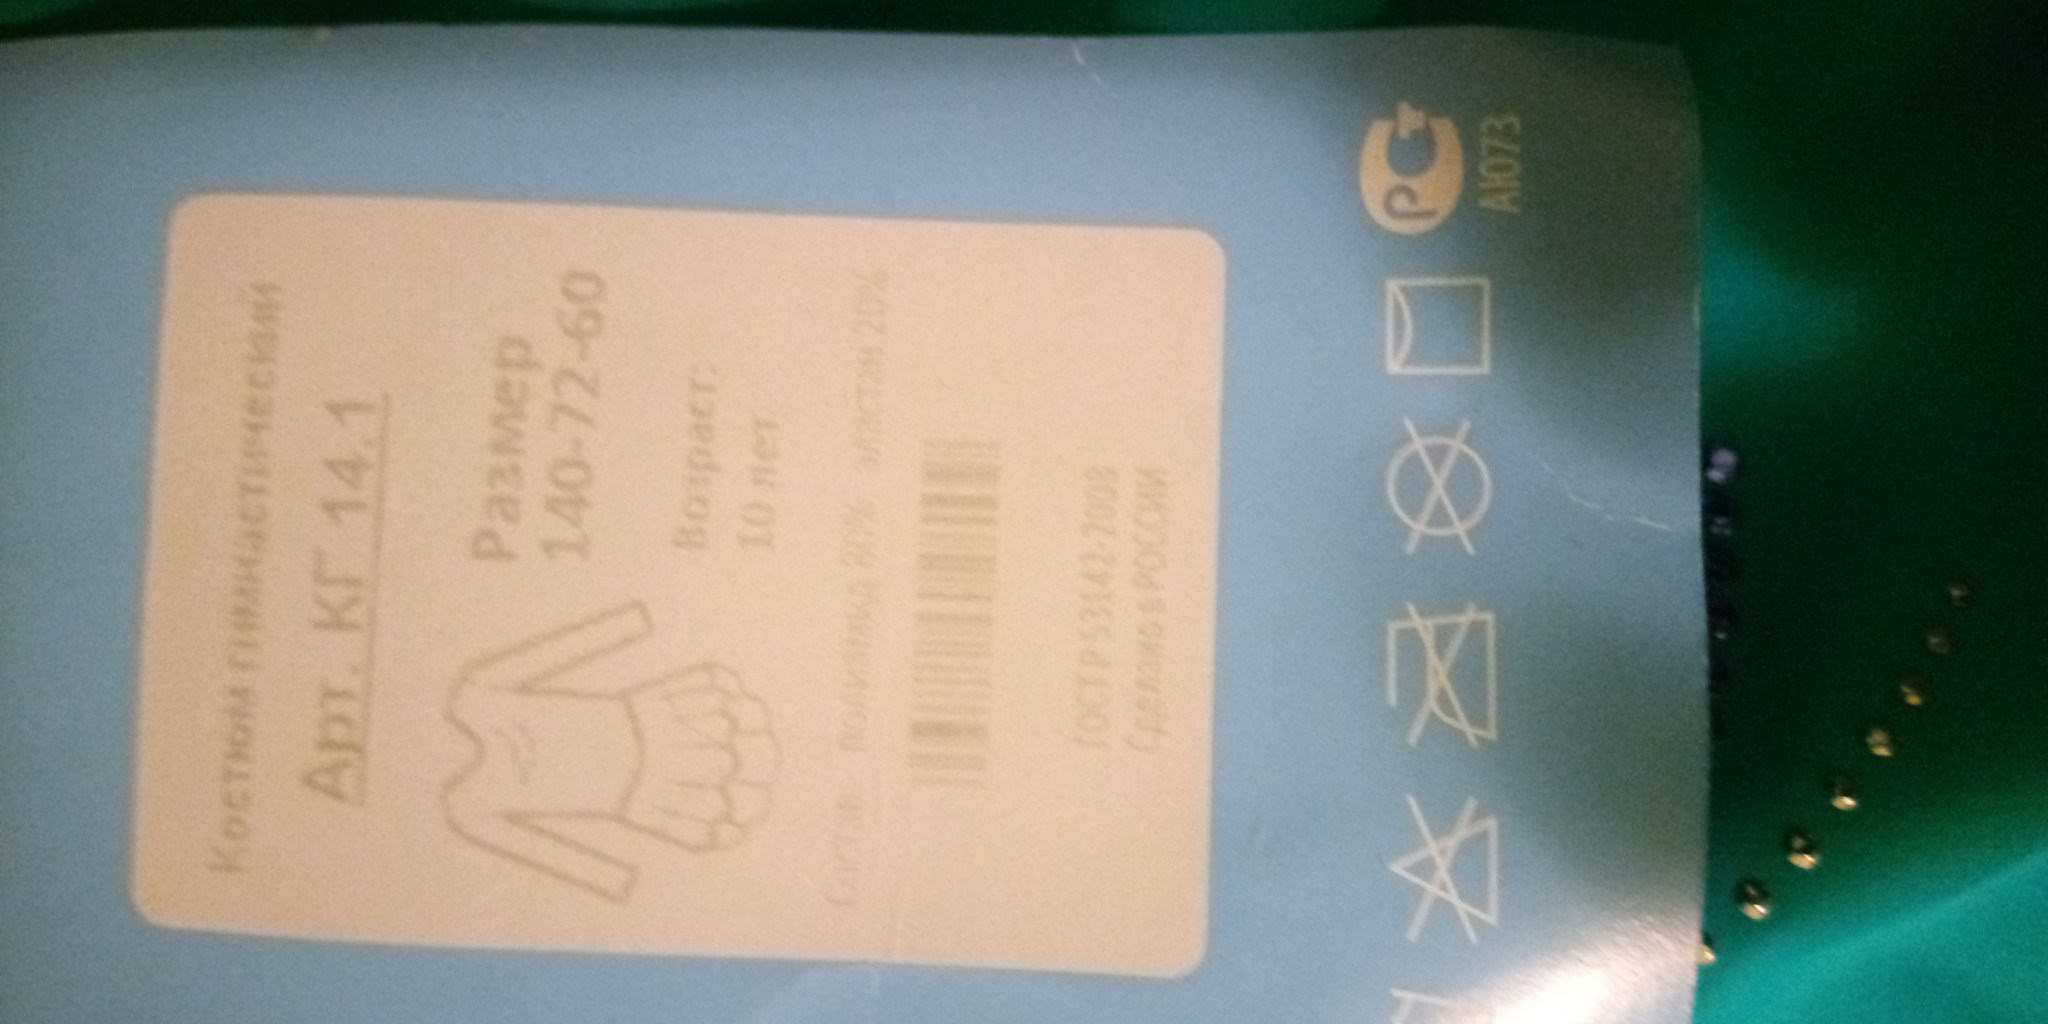 Костюм гимнастический
Арт. КГ 14.1
Размер
140-72-60
Возраст:
10 лет
Состав: полиамид 80% эластан 20%
ГОСТ Р 53142-2008
Сделано в РОССИИ
РСТ
АЮ73